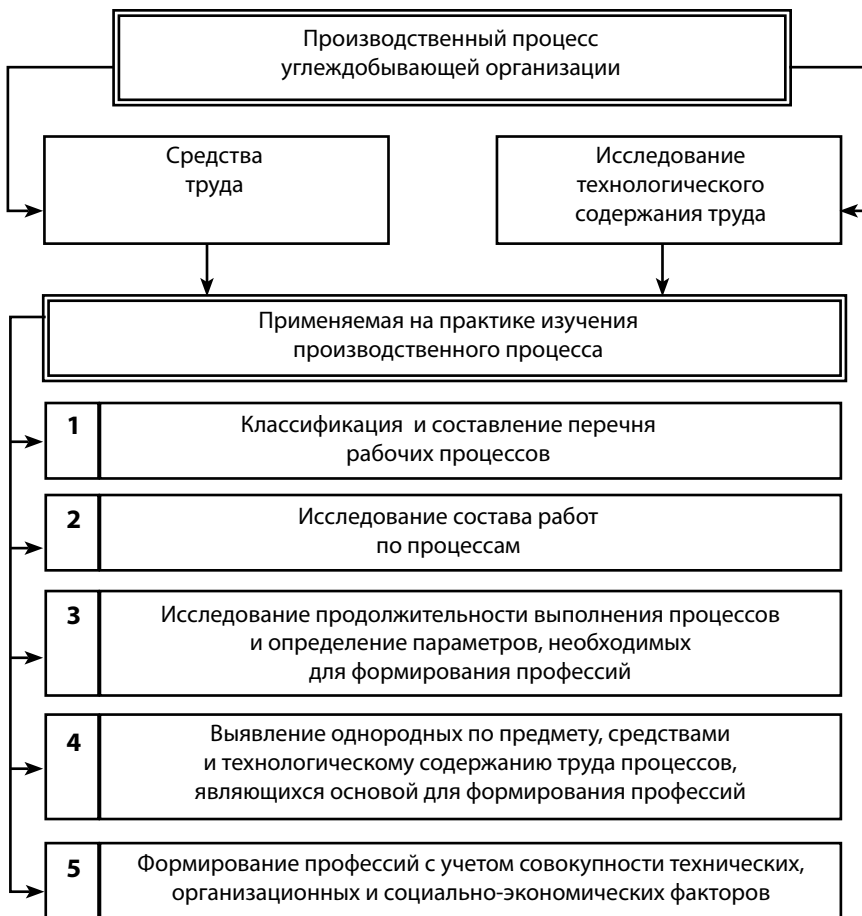 Производственный процесс
углеждобывающей организации
Средства
труда
Исследование
технологического
содержания труда
Применяемая на практике изучения
производственного процесса
1
Классификация и составление перечня
рабочих процессов
2
Исследование состава работ
по процессам
3
Исследование продолжительности выполнения процессов
и определение параметров, необходимых
для формирования профессий
4
Выявление однородных по предмету, средствами
и технологическому содержанию труда процессов,
являющихся основой для формирования профессий
5
Формирование профессий с учетом совокупности технических,
организационных и социально-экономических факторов